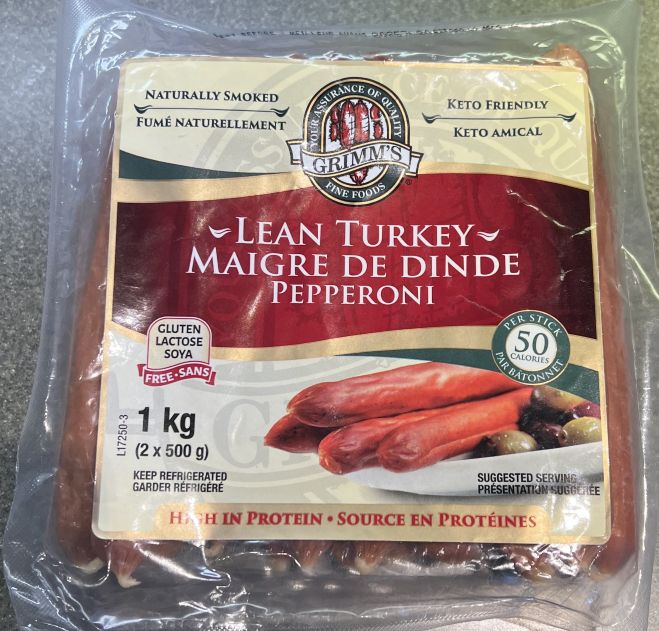 NATURALLY SMOKED
FUMÉ NATURELLEMENT
YOUR ASSURANCE OF QUALITY
GRIMM'S
FINE FOODS
KETO FRIENDLY
KETO AMICAL
LEAN TURKEY
MAIGRE DE DINDE
PEPPERONI
GLUTEN
LACTOSE
SOYA
FREE•SANS
PER STICK
50
CALORIES
PAR BÂTONNET
L17250-3
1 kg
(2 x 500 g)
KEEP REFRIGERATED
GARDER RÉFRIGÉRÉ
SUGGESTED SERVING
PRÉSENTATION SUGGÉRÉE
HIGH IN PROTEIN • SOURCE EN PROTÉINES